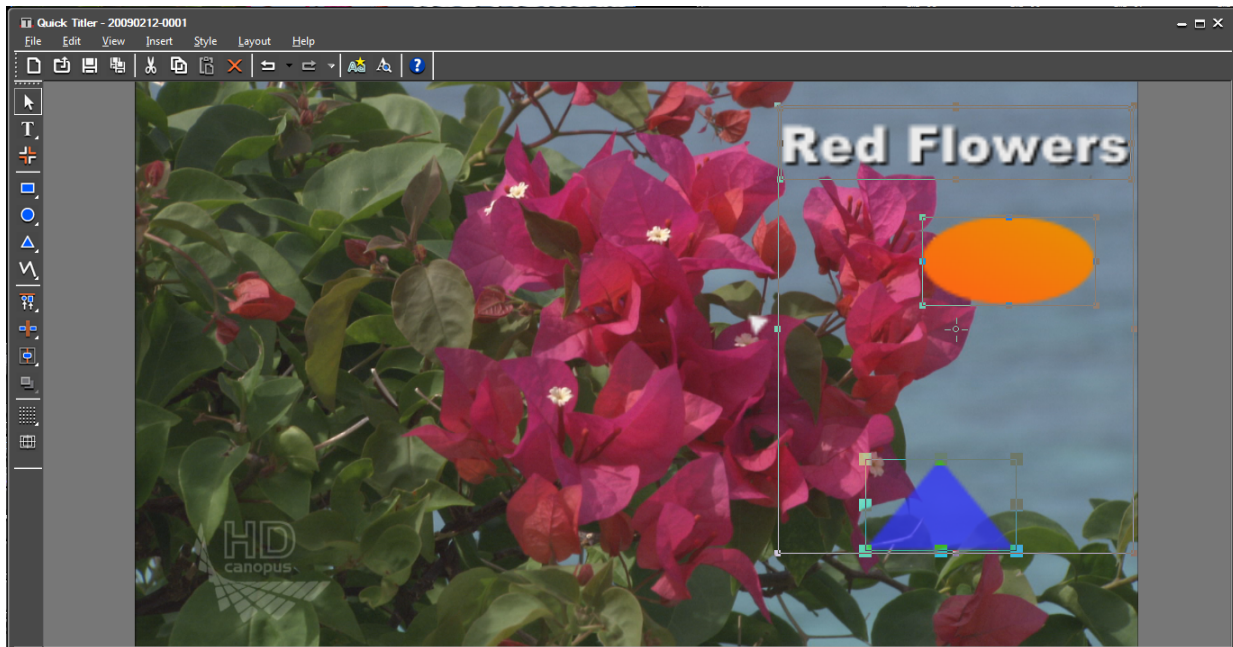 Quick Titler - 20090212-0001
File Edit View Insert Style Layout Help
Red Flowers
HD
canopus